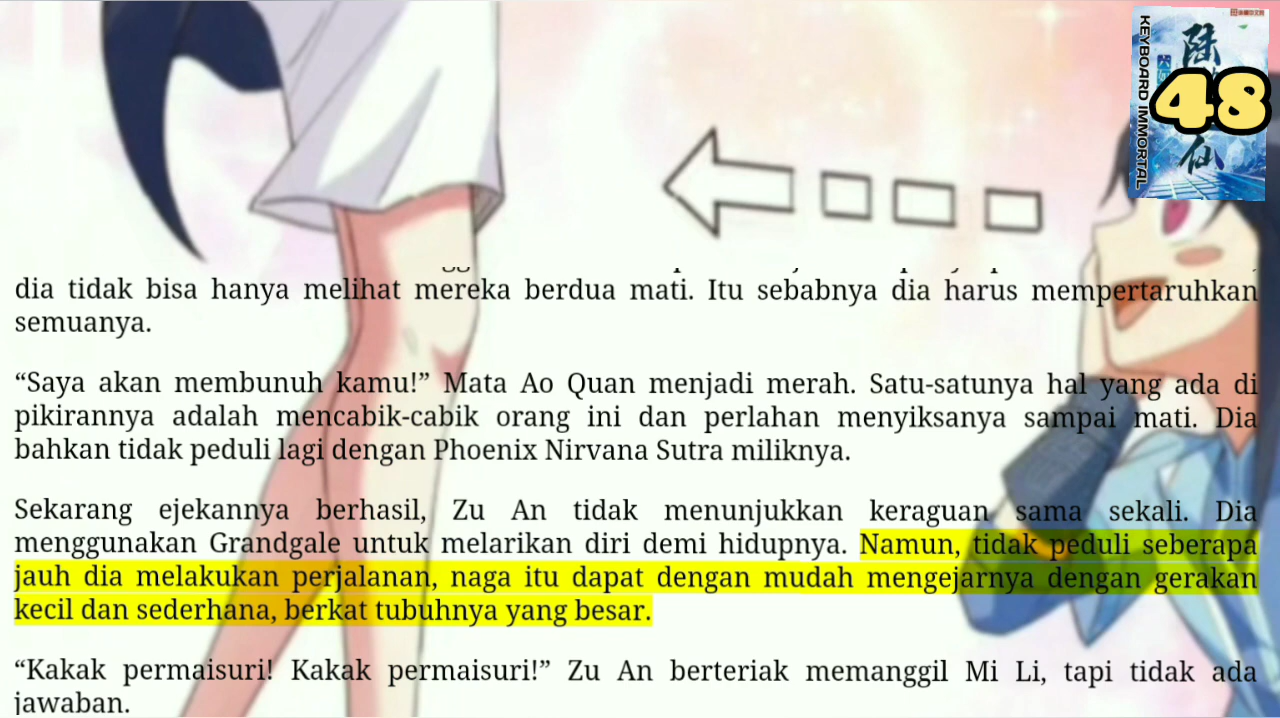 KEYBOARD IMMORTAL
48
dia tidak bisa hanya melihat mereka berdua mati. Itu sebabnya dia harus mempertaruhkan
semuanya.
“Saya akan membunuh kamu!” Mata Ao Quan menjadi merah. Satu-satunya hal yang ada di
pikirannya adalah mencabik-cabik orang ini dan perlahan menyiksanya sampai mati. Dia
bahkan tidak peduli lagi dengan Phoenix Nirvana Sutra miliknya.
Sekarang ejekannya berhasil, Zu An tidak menunjukkan keraguan sama sekali. Dia
menggunakan Grandgale untuk melarikan diri demi hidupnya. Namun, tidak peduli seberapa
jauh dia melakukan perjalanan, naga itu dapat dengan mudah mengejarnya dengan gerakan
kecil dan sederhana, berkat tubuhnya yang besar.
“Kakak permaisuri! Kakak permaisuri!” Zu An berteriak memanggil Mi Li, tapi tidak ada
jawaban.